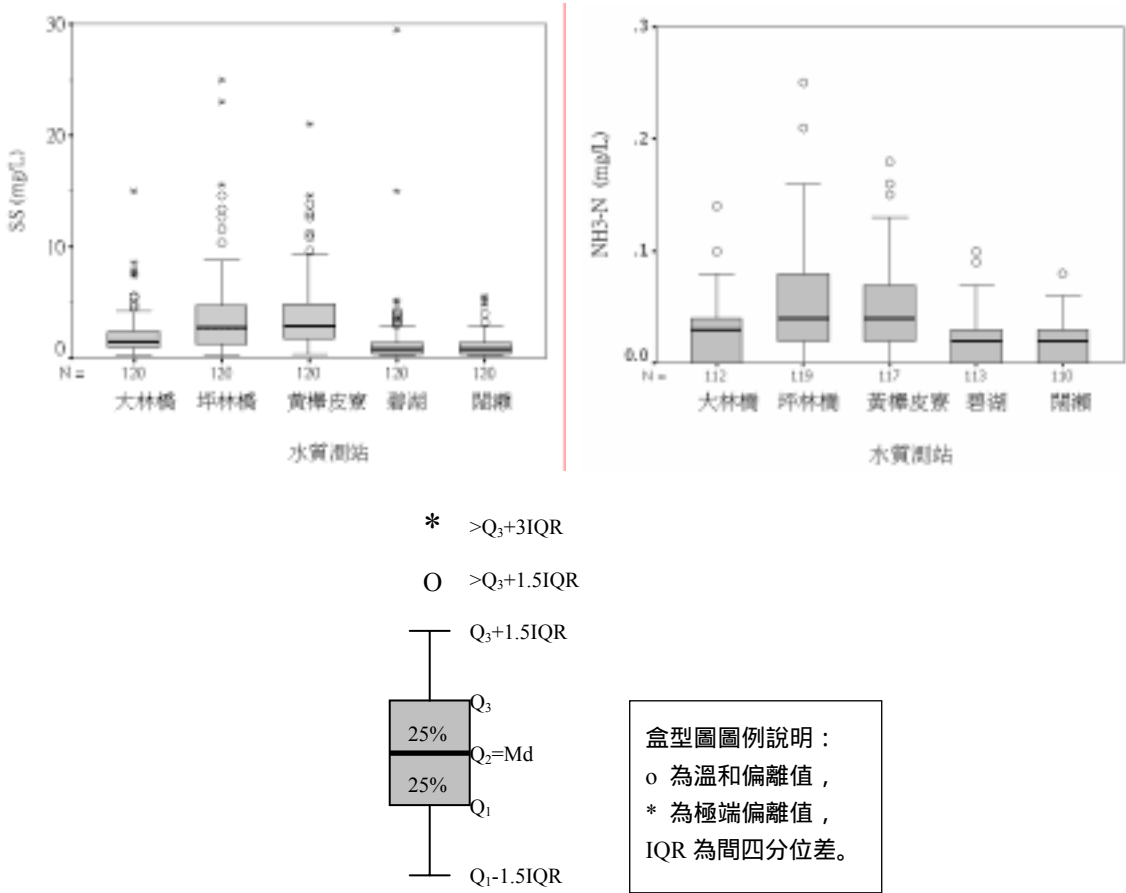 30
20
10
0
SS (mg/L)
N =
120
120
120
120
120
大林橋 坪林橋 黃櫸皮寮 碧湖 闊瀨
水質測站
.3
.2
.1
0.0
NH3-N (mg/L)
N =
112
119
117
113
110
大林橋 坪林橋 黃櫸皮寮 碧湖 闊瀨
水質測站
* >Q₃+3IQR
O >Q₃+1.5IQR
Q₃+1.5IQR
Q₃
25%
Q₂=Md
25%
Q₁
Q₁-1.5IQR
盒型圖圖例說明：
o 為溫和偏離值，
* 為極端偏離值，
IQR 為間四分位差。